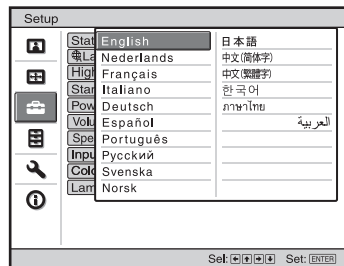 Setup
Stat
La
High
Star
Pow
Volu
Spe
Inpu
Colo
Lam
English
Nederlands
Français
Italiano
Deutsch
Español
Português
Русский
Svenska
Norsk
日本語
中文(简体字)
中文(繁體字)
한국어
ภาษาไทย
العربية
Sel: Set: ENTER